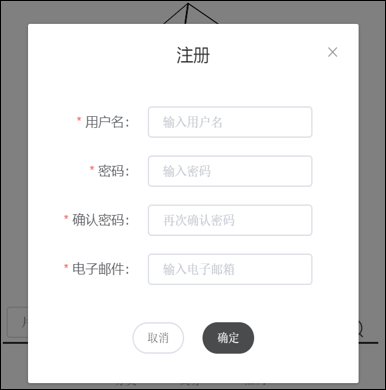 注册
* 用户名：
输入用户名
* 密码：
输入密码
* 确认密码：
再次确认密码
* 电子邮件：
输入电子邮箱
取消
确定